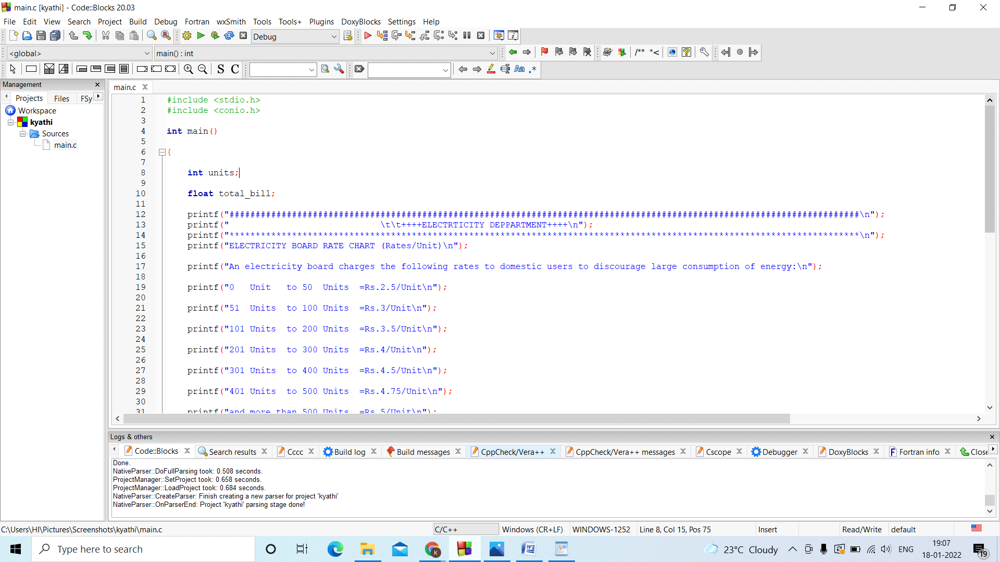 main.c [kyathi] - Code::Blocks 20.03
File Edit View Search Project Build Debug Fortran wxSmith Tools Tools+ Plugins DoxyBlocks Settings Help
Debug
<global> main() : int
/** *<
S C Aa .*
Management
Projects Files FSy
Workspace
kyathi
Sources
main.c
main.c
1 #include <stdio.h>
2 #include <conio.h>
3
4 int main()
5
6 {
7
8 int units;
9
10 float total_bill;
11
12
13 printf(" \t\t++++ELECTRTICITY DEPPARTMENT++++\n");
14
15 printf("ELECTRICITY BOARD RATE CHART (Rates/Unit)\n");
16
17 printf("An electricity board charges the following rates to domestic users to discourage large consumption of energy:\n");
18
19 printf("0   Unit   to 50  Units  =Rs.2.5/Unit\n");
20
21 printf("51  Units  to 100 Units  =Rs.3/Unit\n");
22
23 printf("101 Units  to 200 Units  =Rs.3.5/Unit\n");
24
25 printf("201 Units  to 300 Units  =Rs.4/Unit\n");
26
27 printf("301 Units  to 400 Units  =Rs.4.5/Unit\n");
28
29 printf("401 Units  to 500 Units  =Rs.4.75/Unit\n");
30
31 printf("and more than 500 Units  =Rs.5/Unit\n");
Logs & others
Code::Blocks Search results Cccc Build log Build messages CppCheck/Vera++ CppCheck/Vera++ messages Cscope Debugger DoxyBlocks Fortran info Close
Done.
NativeParser::DoFullParsing took: 0.508 seconds.
ProjectManager::SetProject took: 0.658 seconds.
ProjectManager::LoadProject took: 0.684 seconds.
NativeParser::CreateParser: Finish creating a new parser for project 'kyathi'
NativeParser::OnParserEnd: Project 'kyathi' parsing stage done!
C:\Users\HI\Pictures\Screenshots\kyathi\main.c C/C++ Windows (CR+LF) WINDOWS-1252 Line 8, Col 15, Pos 75 Insert Read/Write default
Type here to search K 23°C Cloudy ENG 19:07
18-01-2022 19